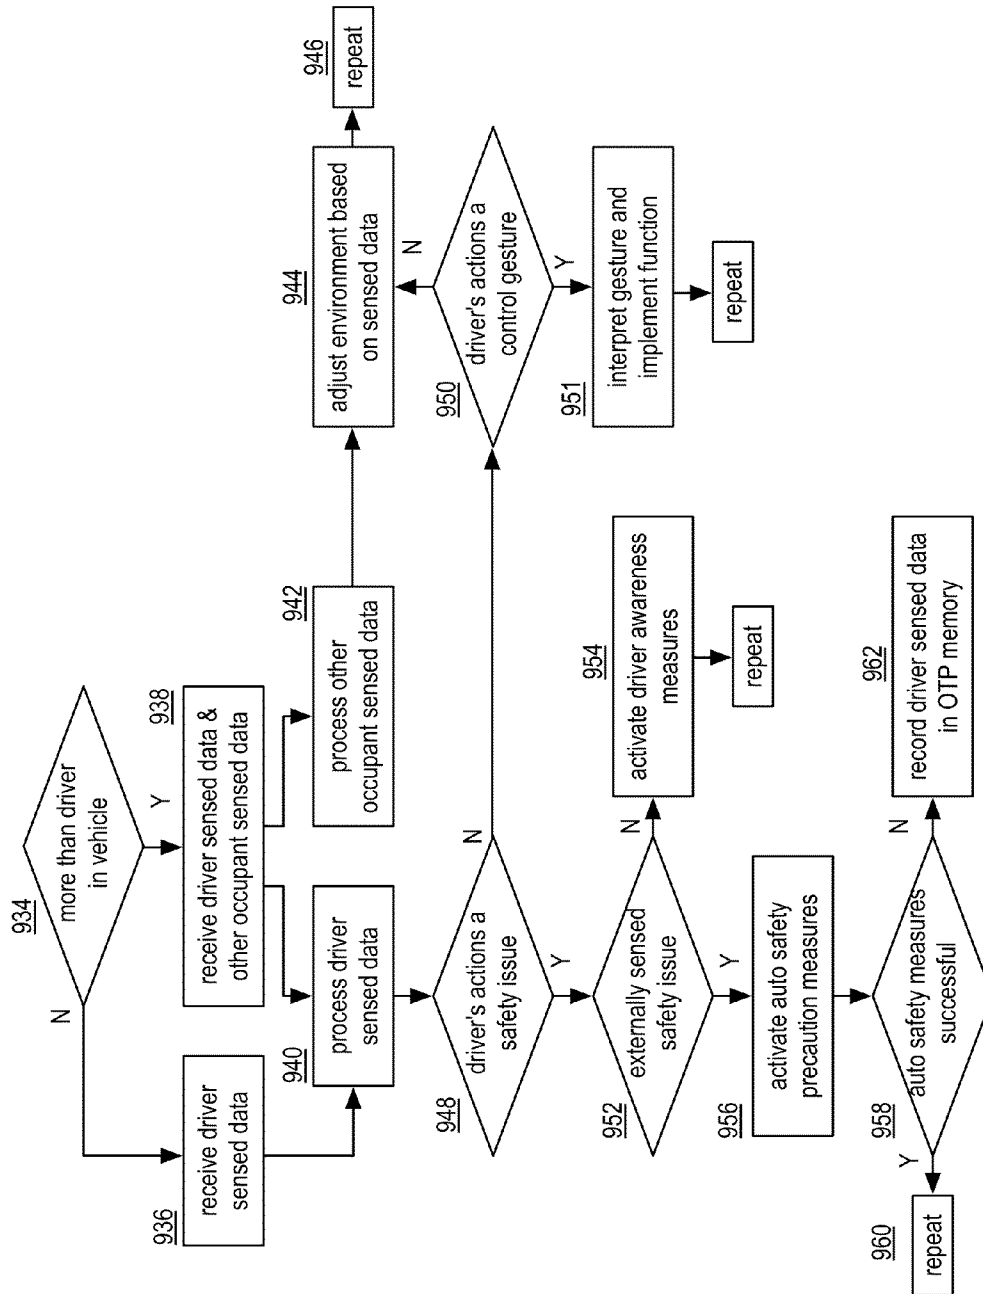 934
more than driver
in vehicle
N
Y
936
receive driver
sensed data
938
receive driver sensed data &
other occupant sensed data
940
process driver
sensed data
942
process other
occupant sensed data
944
adjust environment based
on sensed data
946
repeat
948
driver's actions a
safety issue
N
Y
950
driver's actions a
control gesture
N
Y
951
interpret gesture and
implement function
repeat
952
externally sensed
safety issue
N
Y
954
activate driver awareness
measures
repeat
956
activate auto safety
precaution measures
958
auto safety measures
successful
Y
N
960
repeat
962
record driver sensed data
in OTP memory